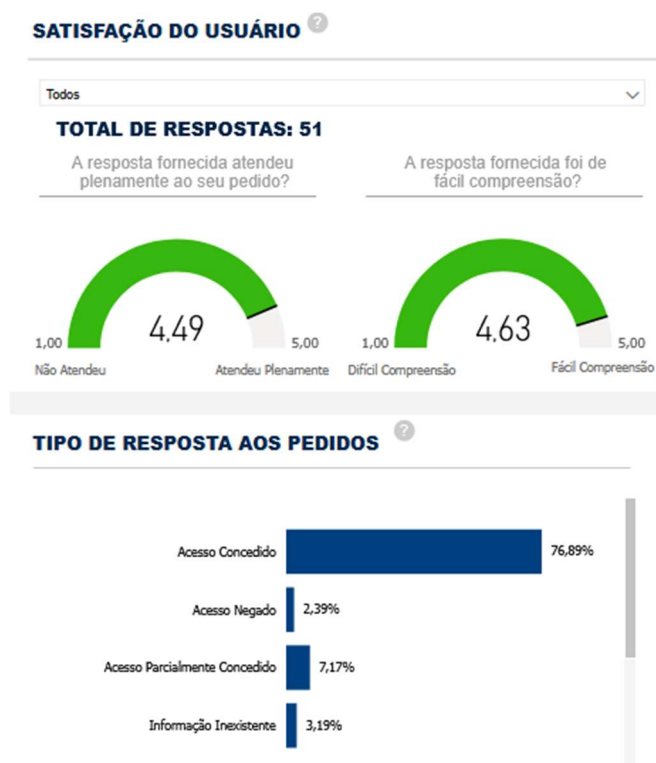 SATISFAÇÃO DO USUÁRIO ?
Todos
TOTAL DE RESPOSTAS: 51
A resposta fornecida atendeu
plenamente ao seu pedido?
A resposta fornecida foi de
fácil compreensão?
4,49
1,00
5,00
Não Atendeu
Atendeu Plenamente
4,63
1,00
5,00
Difícil Compreensão
Fácil Compreensão
TIPO DE RESPOSTA AOS PEDIDOS ?
Acesso Concedido 76,89%
Acesso Negado 2,39%
Acesso Parcialmente Concedido 7,17%
Informação Inexistente 3,19%